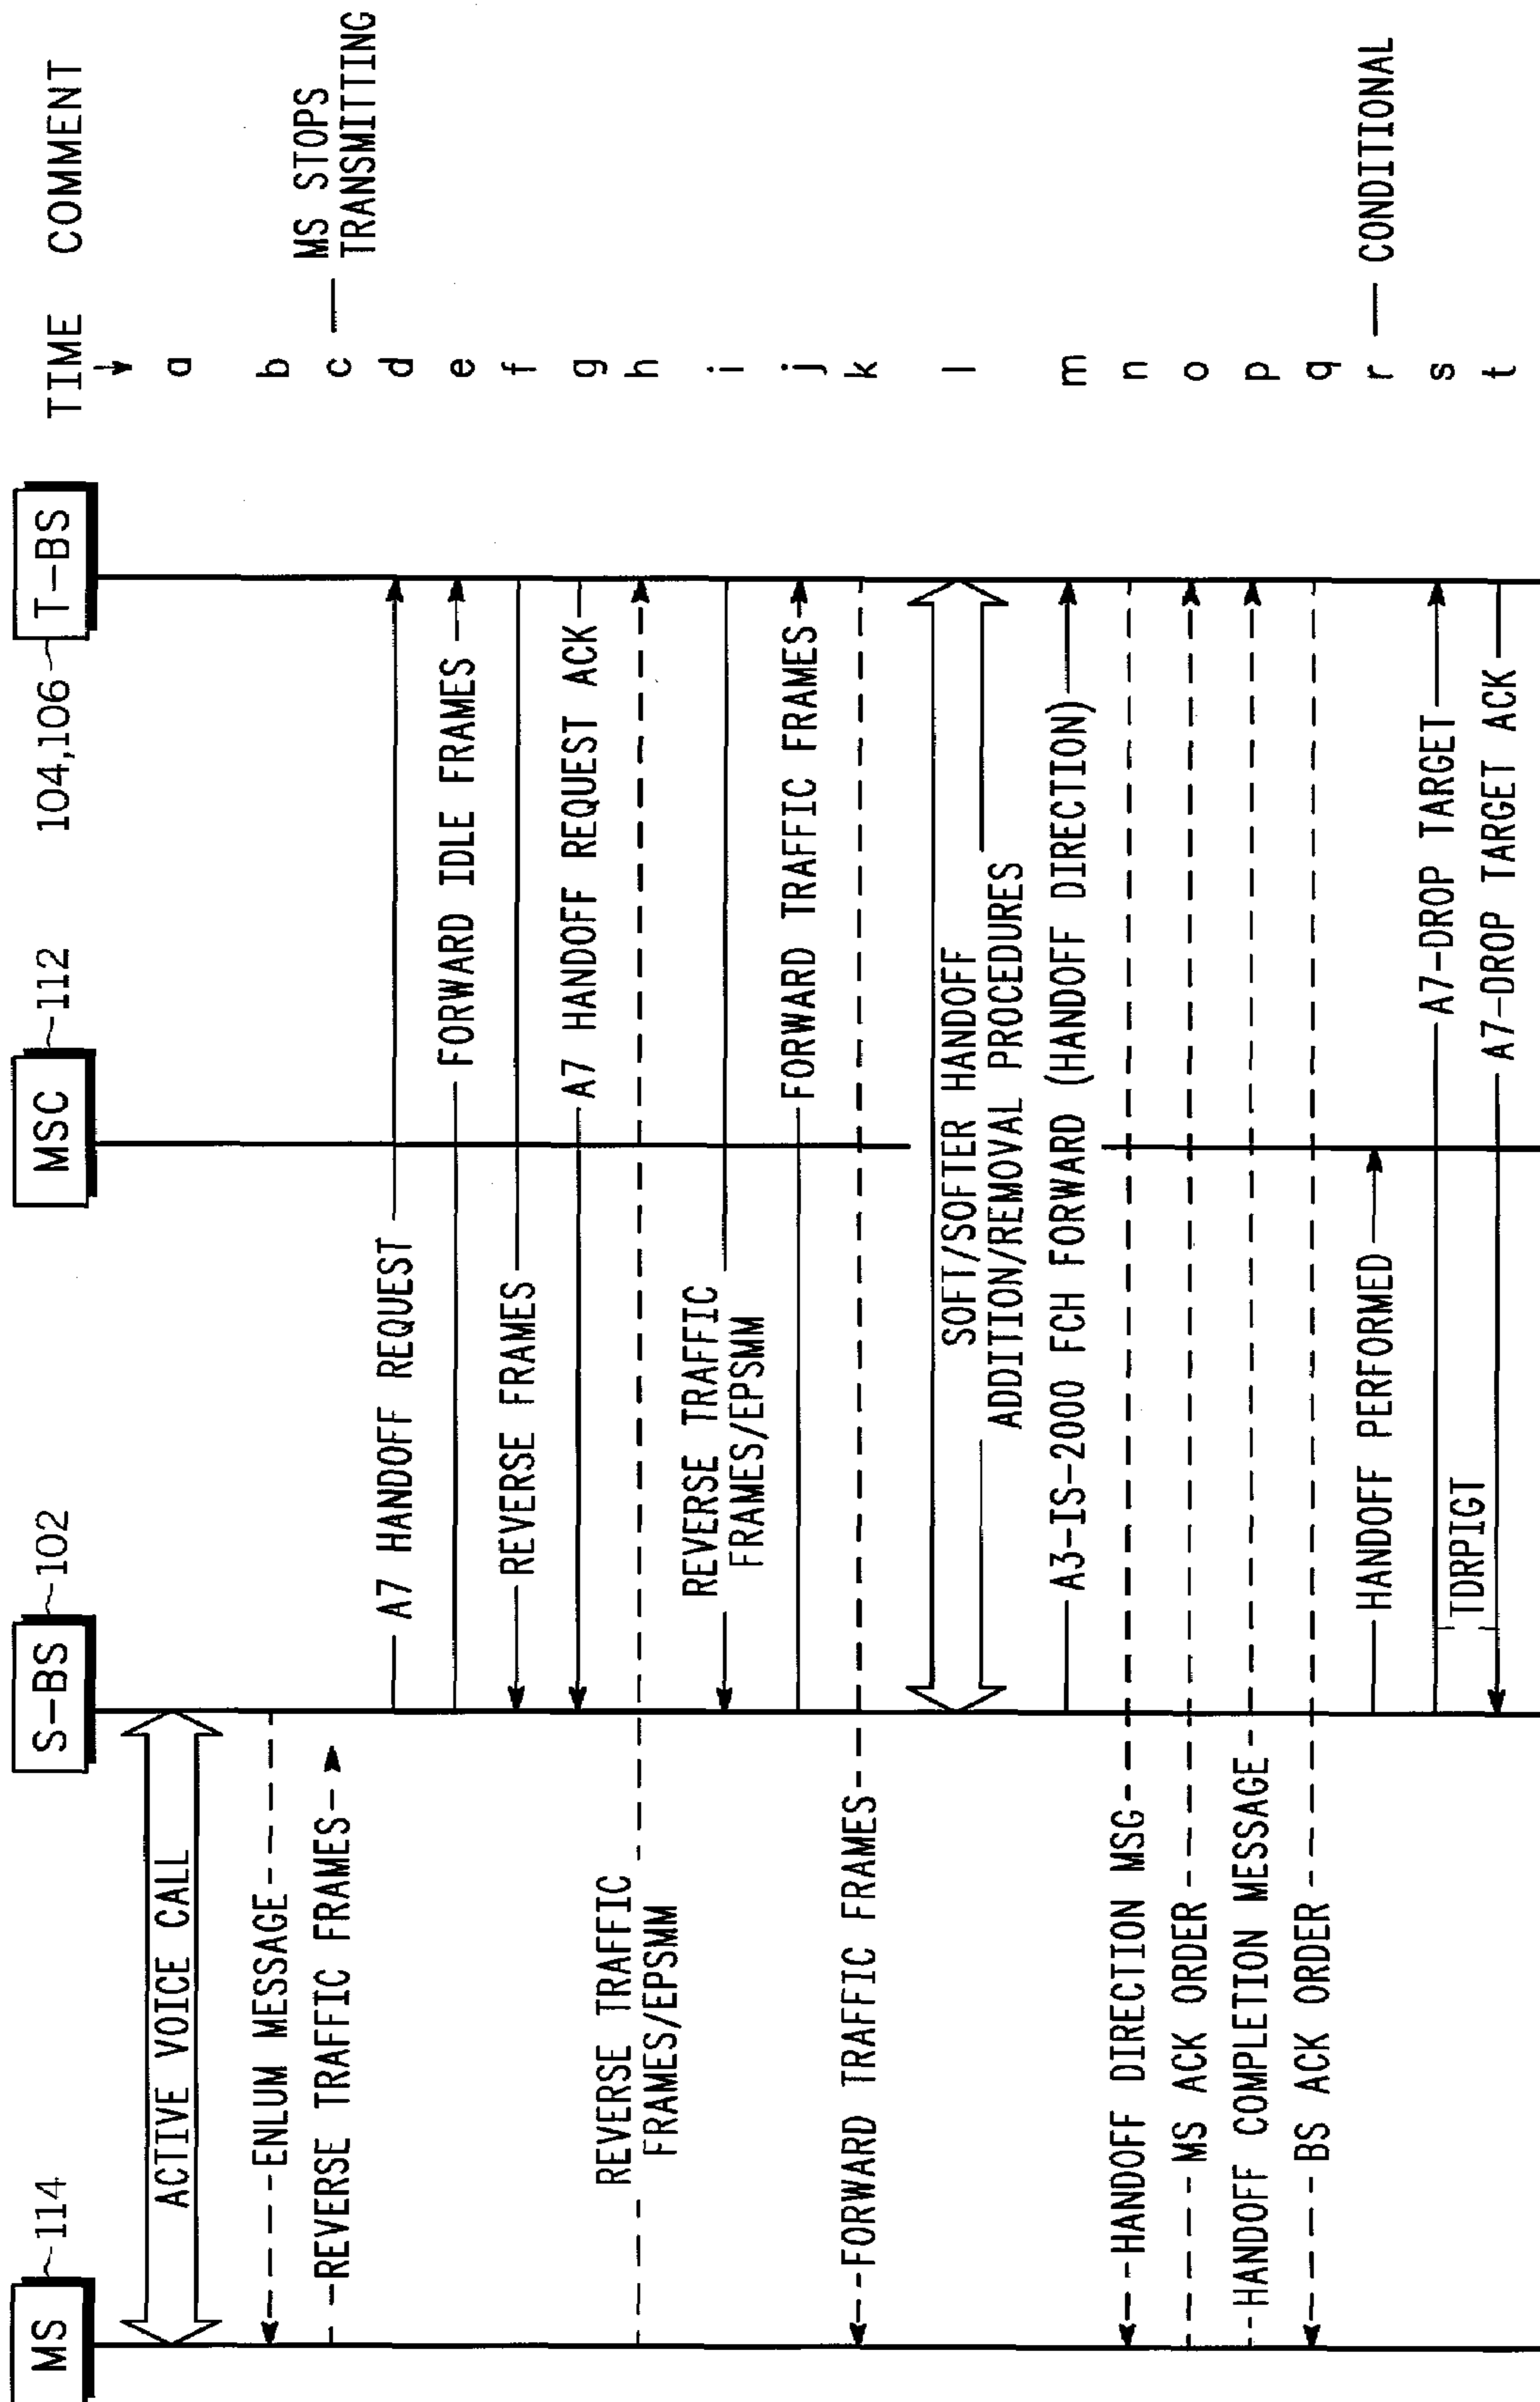 MS 114
S-BS 102
MSC 112
104,106 T-BS
TIME COMMENT
ACTIVE VOICE CALL
a
ENLUM MESSAGE
b
REVERSE TRAFFIC FRAMES
c
MS STOPS
TRANSMITTING
A7 HANDOFF REQUEST
d
FORWARD IDLE FRAMES
e
REVERSE FRAMES
f
A7 HANDOFF REQUEST ACK
g
REVERSE TRAFFIC
FRAMES/EPSMM
h
REVERSE TRAFFIC
FRAMES/EPSMM
i
FORWARD TRAFFIC FRAMES
j
FORWARD TRAFFIC FRAMES
k
SOFT/SOFTER HANDOFF
ADDITION/REMOVAL PROCEDURES
l
A3-IS-2000 FCH FORWARD (HANDOFF DIRECTION)
m
HANDOFF DIRECTION MSG
n
MS ACK ORDER
o
HANDOFF COMPLETION MESSAGE
p
BS ACK ORDER
q
HANDOFF PERFORMED
r
CONDITIONAL
A7-DROP TARGET
s
TDRPIGT
A7-DROP TARGET ACK
t